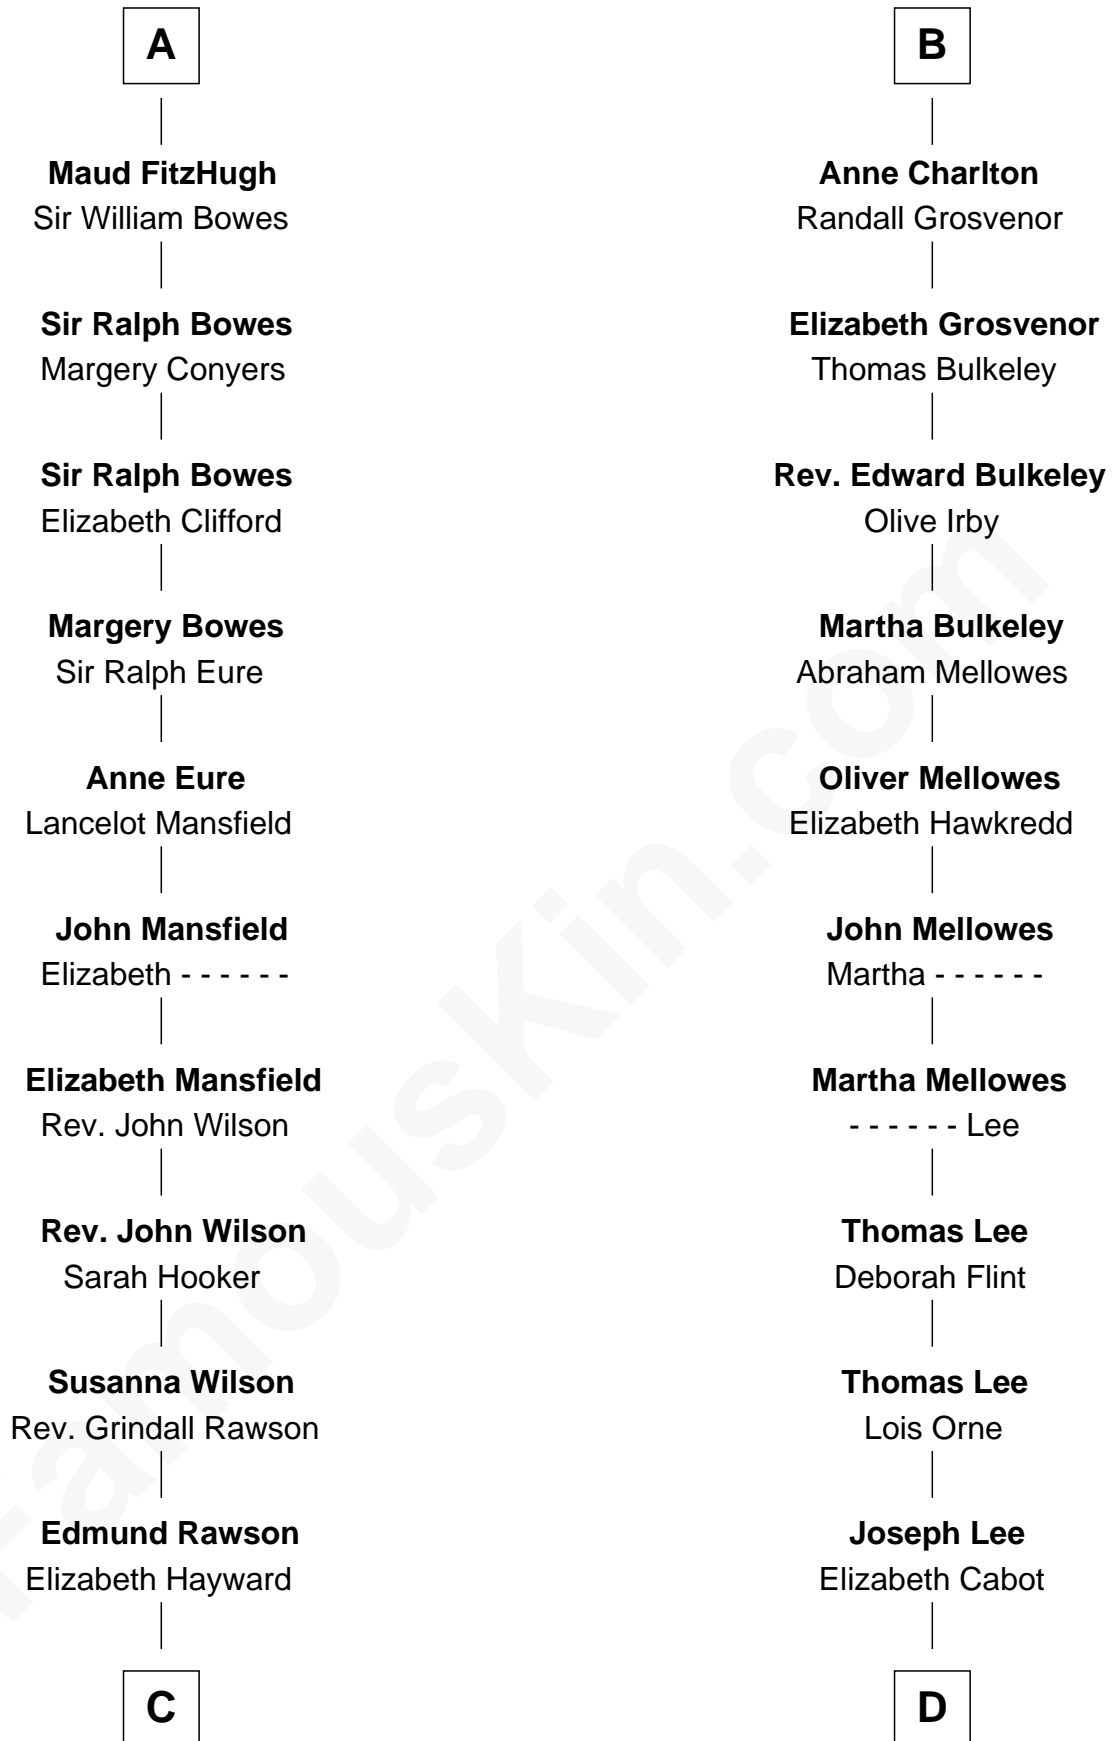 A
Maud FitzHugh
Sir William Bowes
Sir Ralph Bowes
Margery Conyers
Sir Ralph Bowes
Elizabeth Clifford
Margery Bowes
Sir Ralph Eure
Anne Eure
Lancelot Mansfield
John Mansfield
Elizabeth - - - - - -
Elizabeth Mansfield
Rev. John Wilson
Rev. John Wilson
Sarah Hooker
Susanna Wilson
Rev. Grindall Rawson
Edmund Rawson
Elizabeth Hayward
C
B
Anne Charlton
Randall Grosvenor
Elizabeth Grosvenor
Thomas Bulkeley
Rev. Edward Bulkeley
Olive Irby
Martha Bulkeley
Abraham Mellowes
Oliver Mellowes
Elizabeth Hawkredd
John Mellowes
Martha - - - - - -
Martha Mellowes
- - - - - - Lee
Thomas Lee
Deborah Flint
Thomas Lee
Lois Orne
Joseph Lee
Elizabeth Cabot
D
FamousKin.com